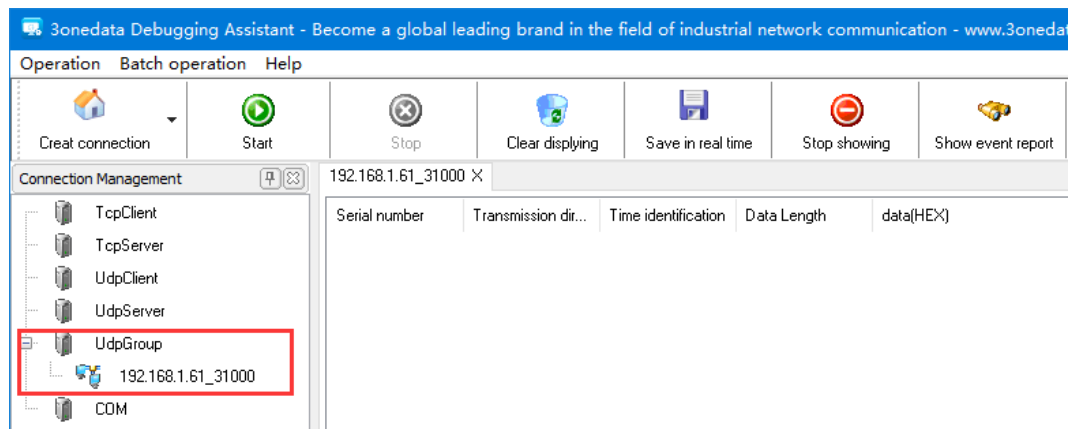 3onedata Debugging Assistant - Become a global leading brand in the field of industrial network communication - www.3oneda
Operation Batch operation Help
Creat connection Start Stop Clear displying Save in real time Stop showing Show event report
Connection Management 192.168.1.61_31000
Serial number Transmission dir... Time identification Data Length data(HEX)
TcpClient
TcpServer
UdpClient
UdpServer
UdpGroup
192.168.1.61_31000
COM